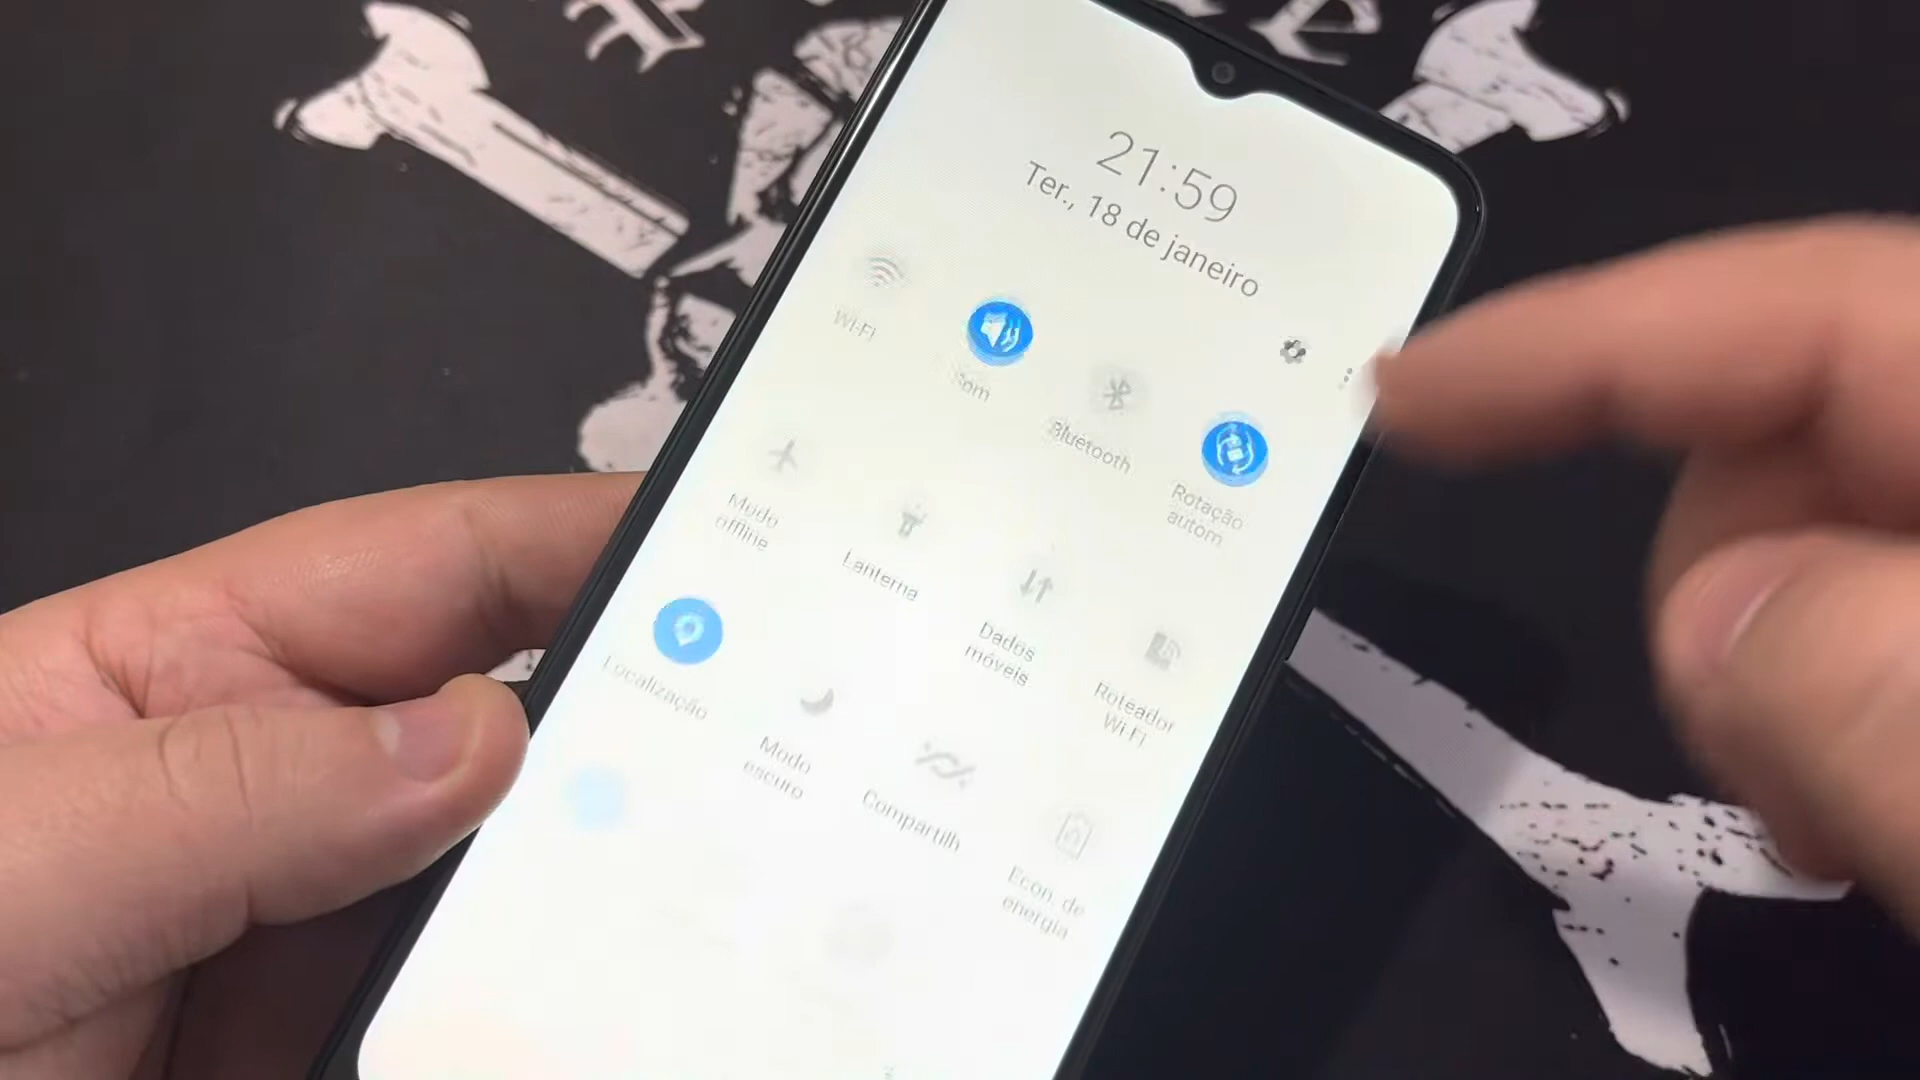 21:59
Ter., 18 de janeiro
Wi-Fi
Som
Bluetooth
Rotação
autom.
Modo
offline
Lanterna
Dados
móveis
Roteador
Wi-Fi
Localização
Modo
escuro
Compartilh
Econ. de
energia